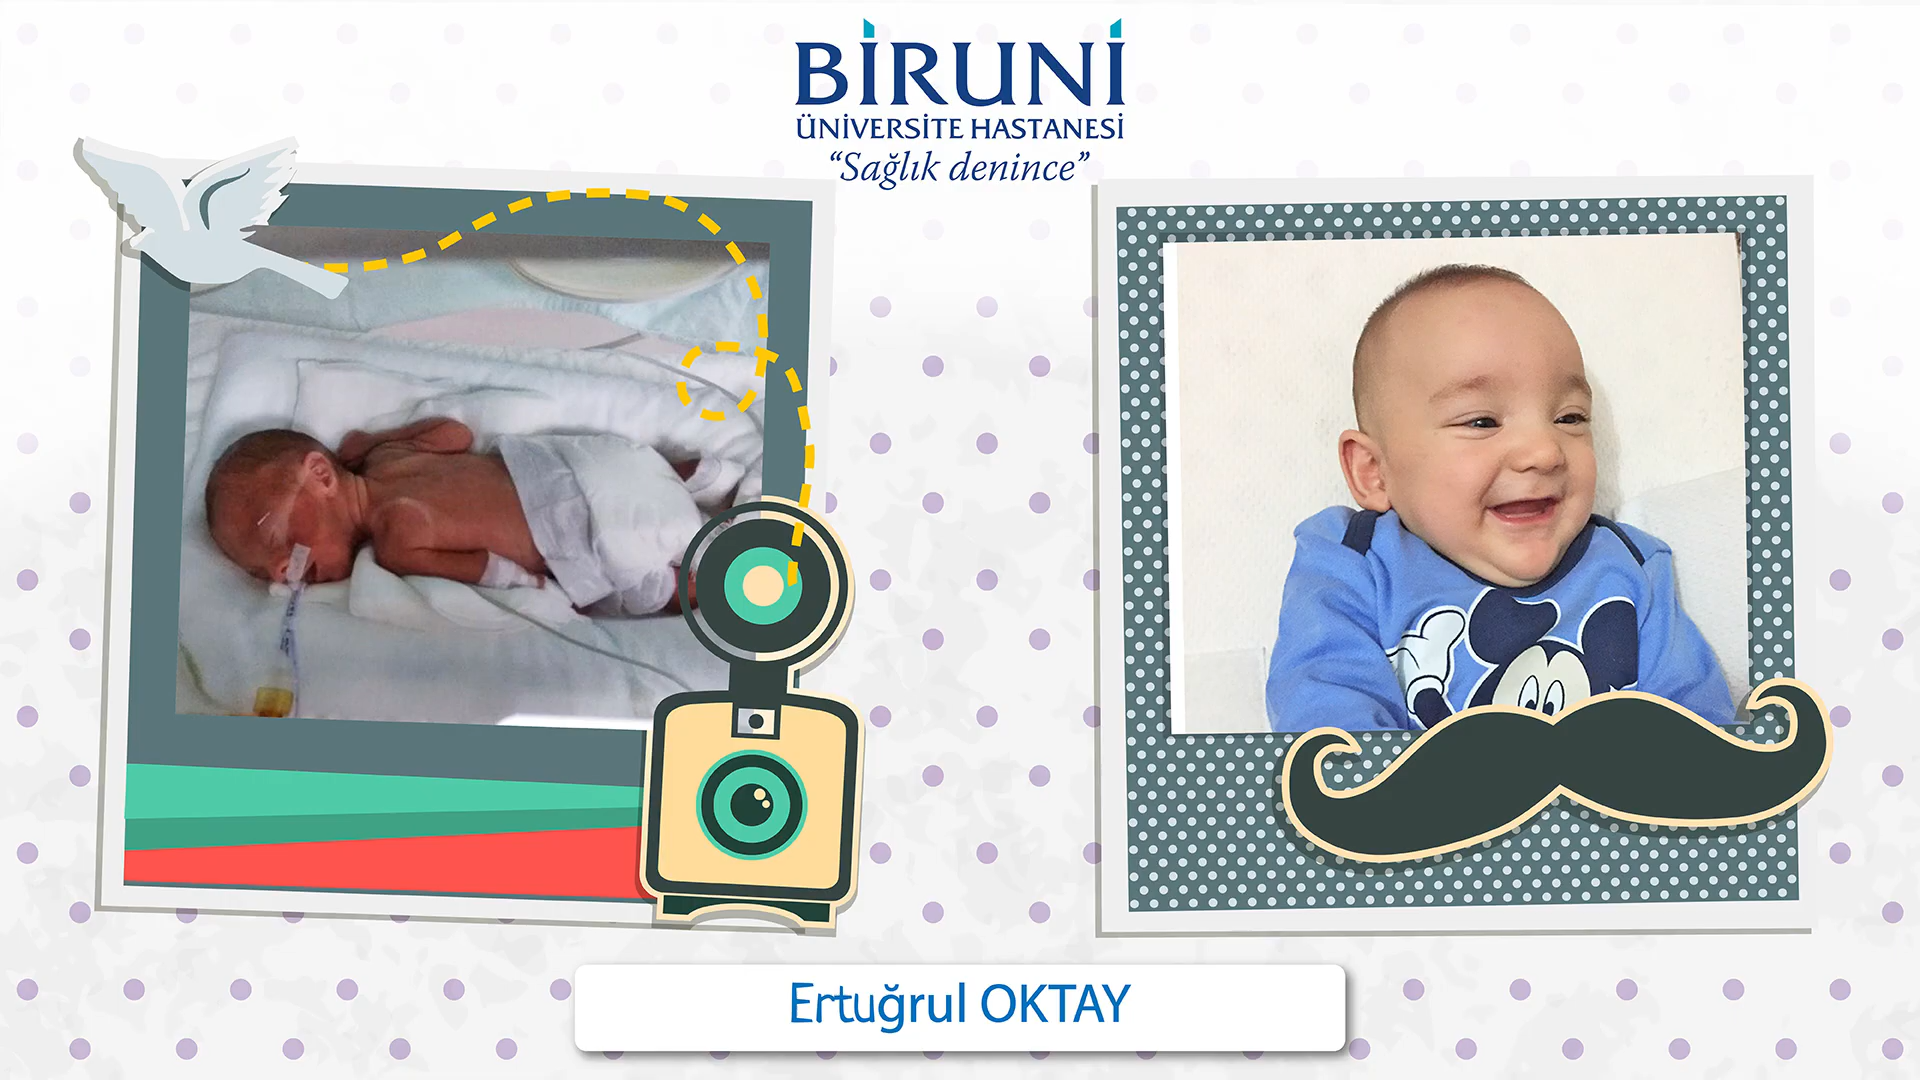 BİRUNİ
ÜNİVERSİTE HASTANESİ
“Sağlık denince”
Ertuğrul OKTAY